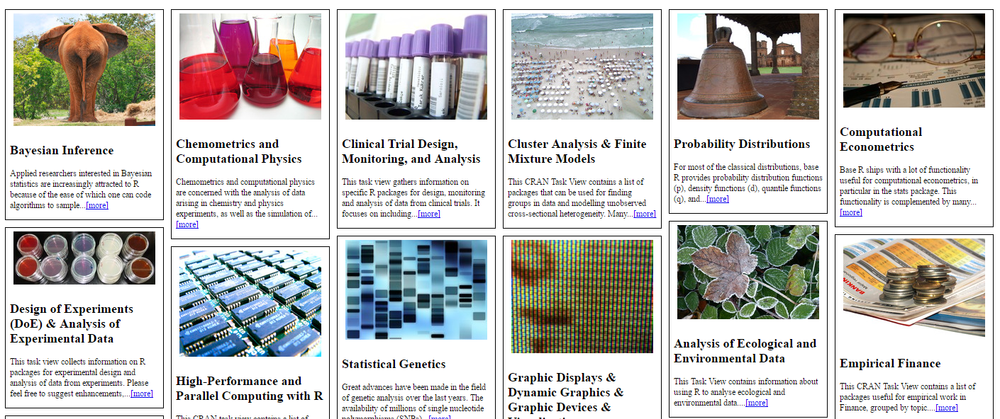 Bayesian Inference
Applied researchers interested in Bayesian
statistics are increasingly attracted to R
because of the ease of which one can code
algorithms to sample...[more]
Design of Experiments
(DoE) & Analysis of
Experimental Data
This task view collects information on R
packages for experimental design and
analysis of data from experiments. Please
feel free to suggest enhancements,...[more]
Chemometrics and
Computational Physics
Chemometrics and computational physics
are concerned with the analysis of data
arising in chemistry and physics
experiments, as well as the simulation of...
[more]
High-Performance and
Parallel Computing with R
This CRAN task view contains a list of
Clinical Trial Design,
Monitoring, and Analysis
This task view gathers information on
specific R packages for design, monitoring
and analysis of data from clinical trials. It
focuses on including...[more]
Statistical Genetics
Great advances have been made in the field
of genetic analysis over the last years. The
availability of millions of single nucleotide
polymorphisms (SNPs)...[more]
Cluster Analysis & Finite
Mixture Models
This CRAN Task View contains a list of
packages that can be used for finding
groups in data and modelling unobserved
cross-sectional heterogeneity. Many...[more]
Graphic Displays &
Dynamic Graphics &
Graphic Devices &
Probability Distributions
For most of the classical distributions, base
R provides probability distribution functions
(p), density functions (d), quantile functions
(q), and...[more]
Analysis of Ecological and
Environmental Data
This Task View contains information about
using R to analyse ecological and
environmental data....[more]
MACROECONOMICO CEESP
Computational
Econometrics
Base R ships with a lot of functionality
useful for computational econometrics, in
particular in the stats package. This
functionality is complemented by many...
[more]
BANKIN
Empirical Finance
This CRAN Task View contains a list of
packages useful for empirical work in
Finance, grouped by topic....[more]